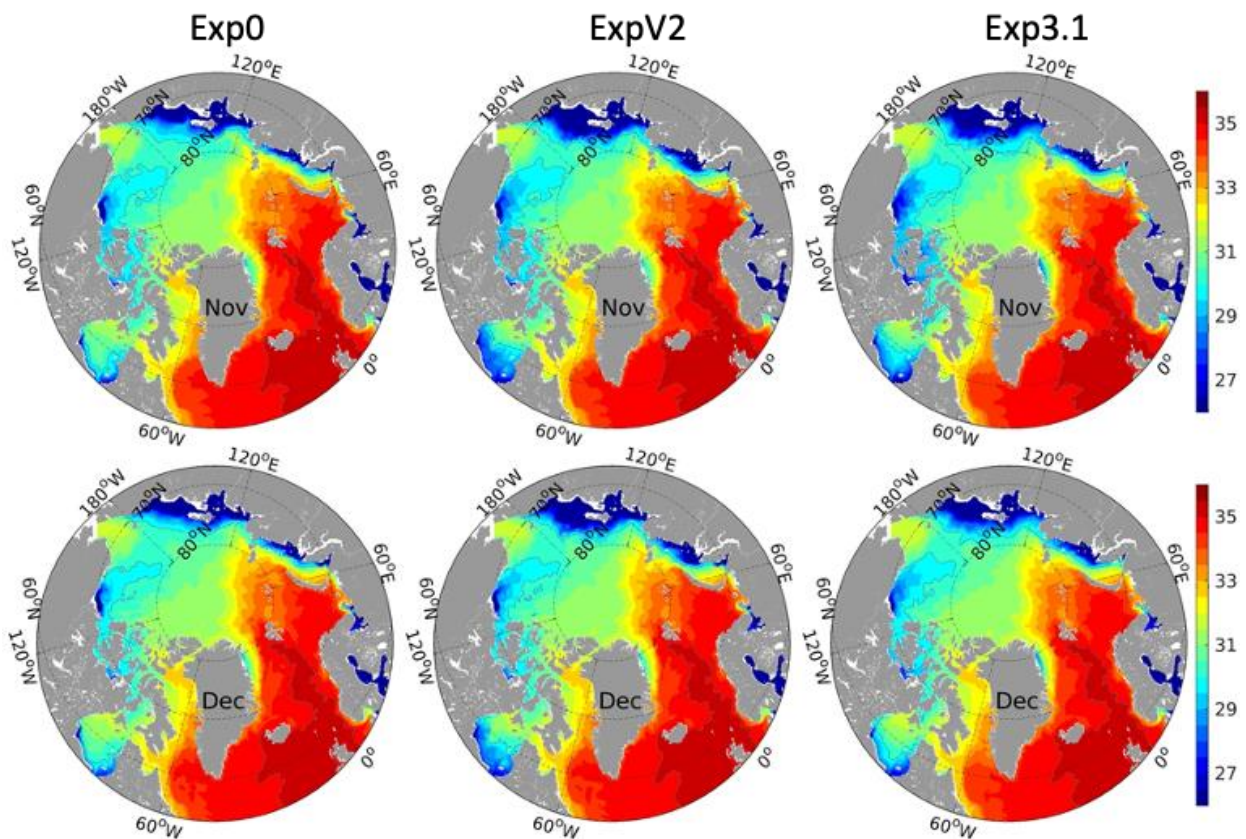 Exp0 ExpV2 Exp3.1
120°E 120°E 120°E
180°W 70°N 180°W 70°N 180°W 70°N
80°N 60°E 80°N 60°E 80°N 60°E
60°N 60°N 60°N
120°W 120°W 120°W
Nov Nov Nov
0° 0° 0°
60°W 60°W 60°W
35
33
31
29
27
120°E 120°E 120°E
180°W 70°N 180°W 70°N 180°W 70°N
80°N 60°E 80°N 60°E 80°N 60°E
60°N 60°N 60°N
120°W 120°W 120°W
Dec Dec Dec
0° 0° 0°
60°W 60°W 60°W
35
33
31
29
27